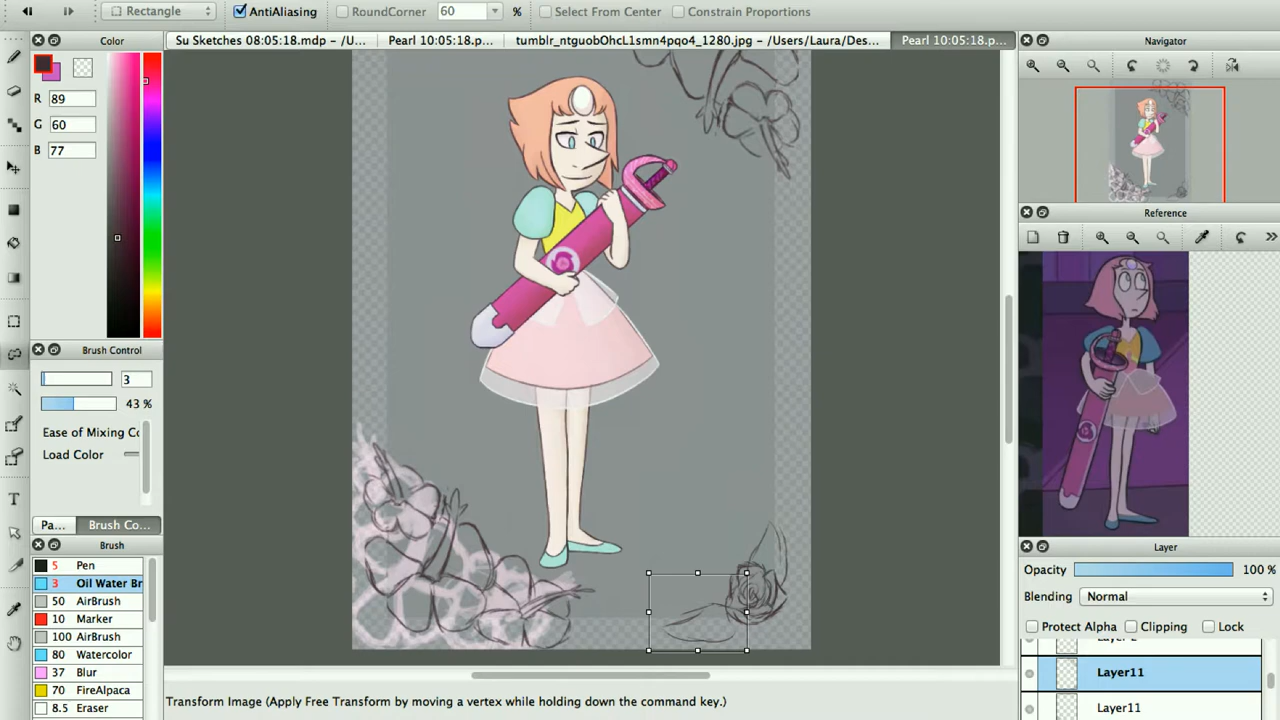 Rectangle AntiAliasing RoundCorner 60 % Select From Center Constrain Proportions
Color
Su Sketches 08:05:18.mdp - /U... Pearl 10:05:18.p... tumblr_ntguobOhcL1smn4pqo4_1280.jpg - /Users/Laura/Des... Pearl 10:05:18.p...
Navigator
R 89
G 60
B 77
Reference
Brush Control
3
43 %
Ease of Mixing Co
Load Color
Pa... Brush Co...
Brush
5 Pen
3 Oil Water Br
50 AirBrush
10 Marker
100 AirBrush
80 Watercolor
37 Blur
70 FireAlpaca
8.5 Eraser
Layer
Opacity 100 %
Blending Normal
Protect Alpha Clipping Lock
Layer11
Layer11
Transform Image (Apply Free Transform by moving a vertex while holding down the command key.)